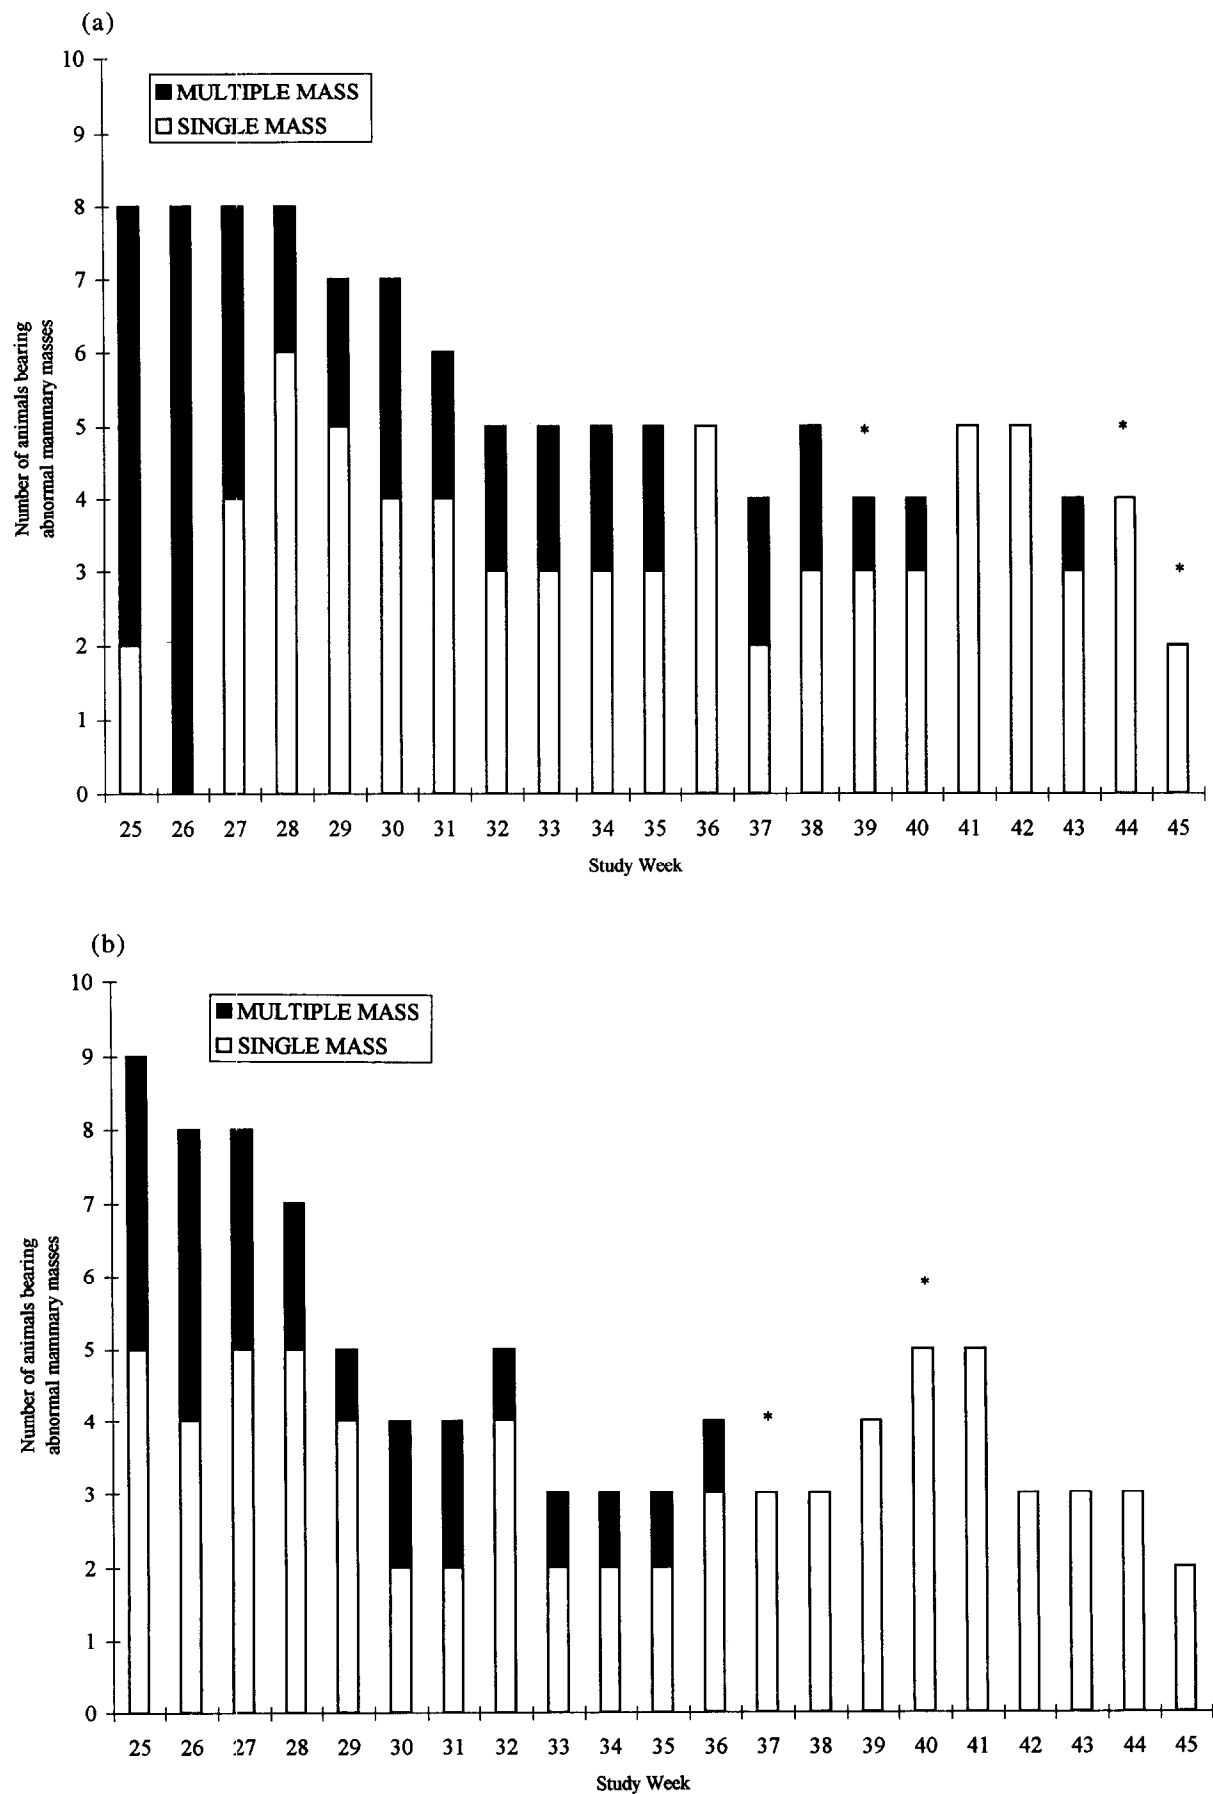 (a)
10
MULTIPLE MASS
9
SINGLE MASS
8
7
6
5
4
3
2
1
0
Number of animals bearing
abnormal mammary masses
* * *
25 26 27 28 29 30 31 32 33 34 35 36 37 38 39 40 41 42 43 44 45
Study Week
(b)
10
MULTIPLE MASS
SINGLE MASS
9
8
7
6
5
4
3
2
1
0
Number of animals bearing
abnormal mammary masses
* *
25 26 27 28 29 30 31 32 33 34 35 36 37 38 39 40 41 42 43 44 45
Study Week